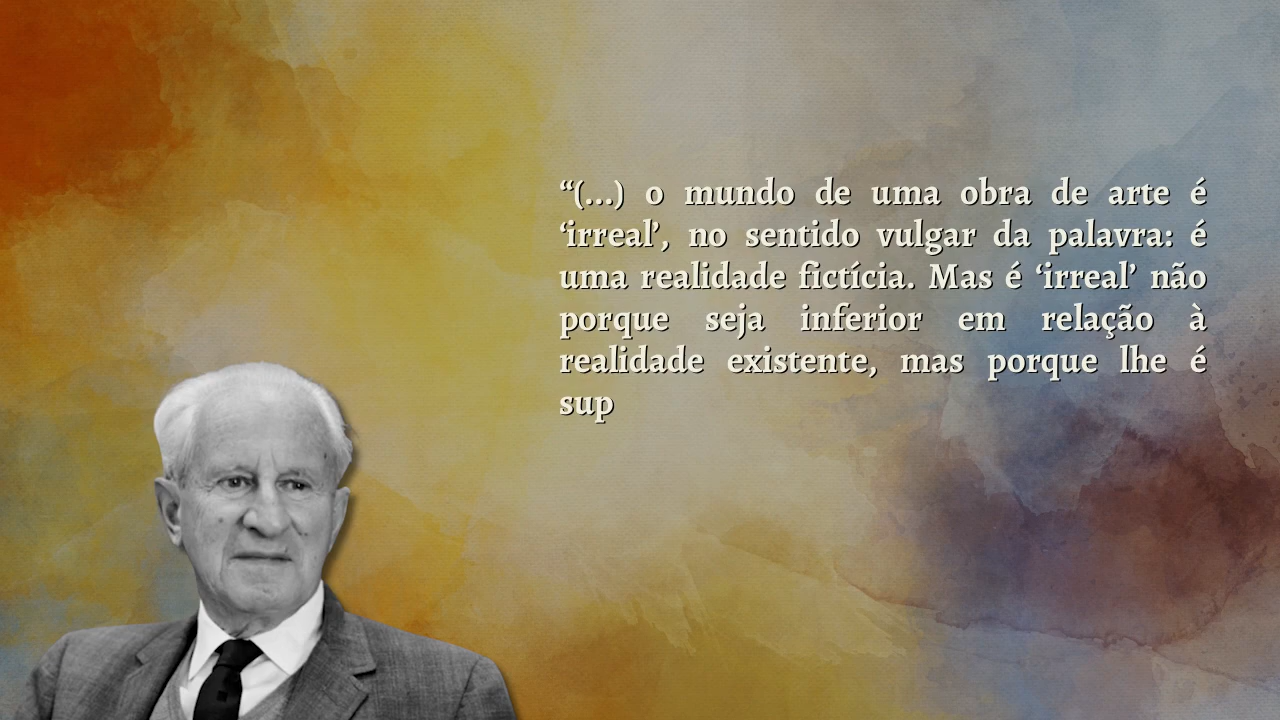 “(...) o mundo de uma obra de arte é
‘irreal’, no sentido vulgar da palavra: é
uma realidade fictícia. Mas é ‘irreal’ não
porque seja inferior em relação à
realidade existente, mas porque lhe é
sup